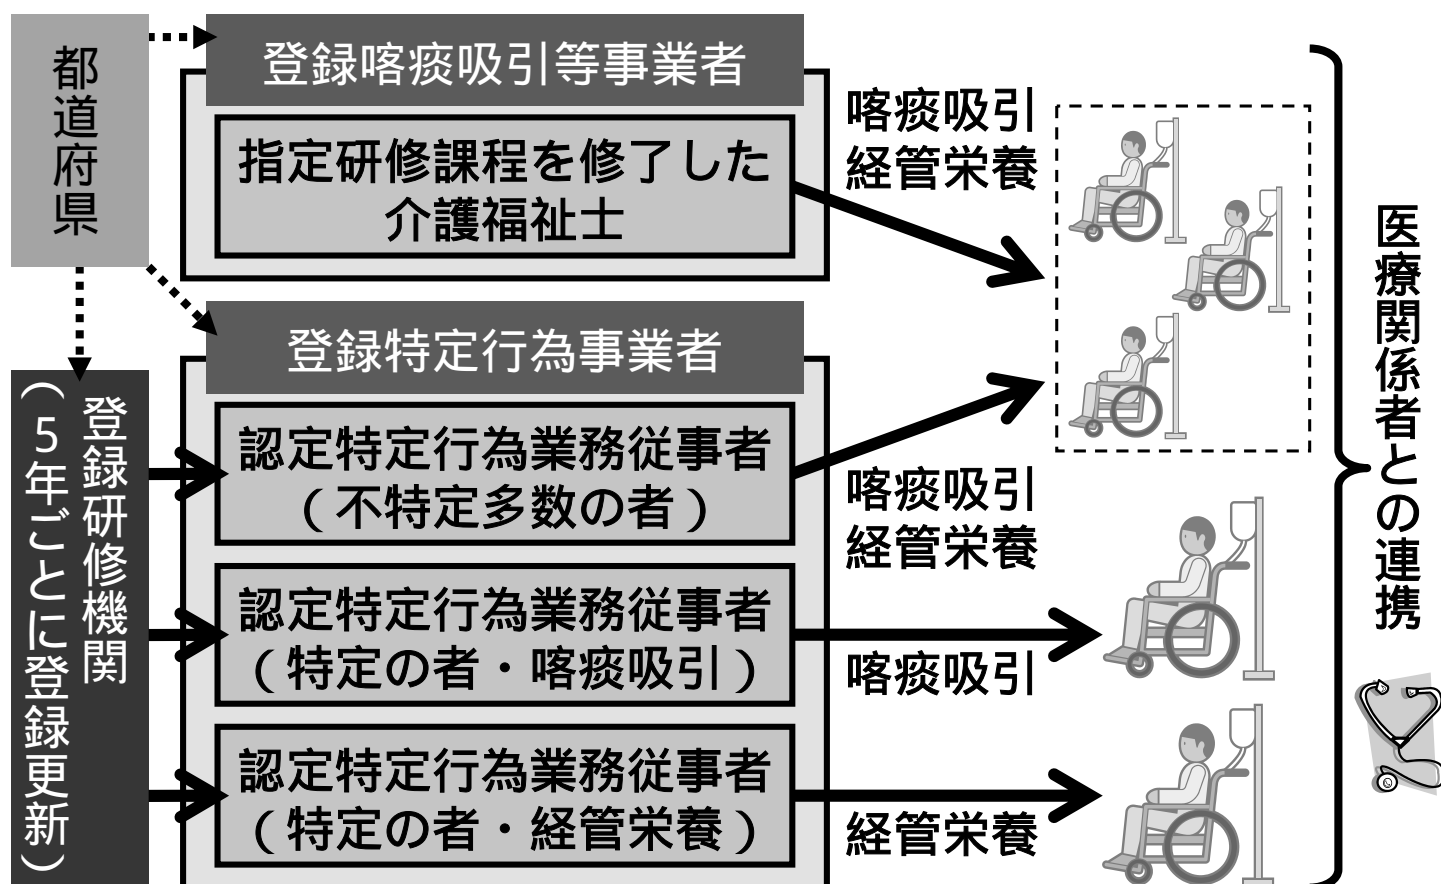 都道府県
登録喀痰吸引等事業者
指定研修課程を修了した
介護福祉士
喀痰吸引
経管栄養
登録特定行為事業者
認定特定行為業務従事者
(不特定多数の者)
喀痰吸引
経管栄養
認定特定行為業務従事者
(特定の者・喀痰吸引)
喀痰吸引
認定特定行為業務従事者
(特定の者・経管栄養)
経管栄養
登録研修機関
(5年ごとに登録更新)
医療関係者との連携